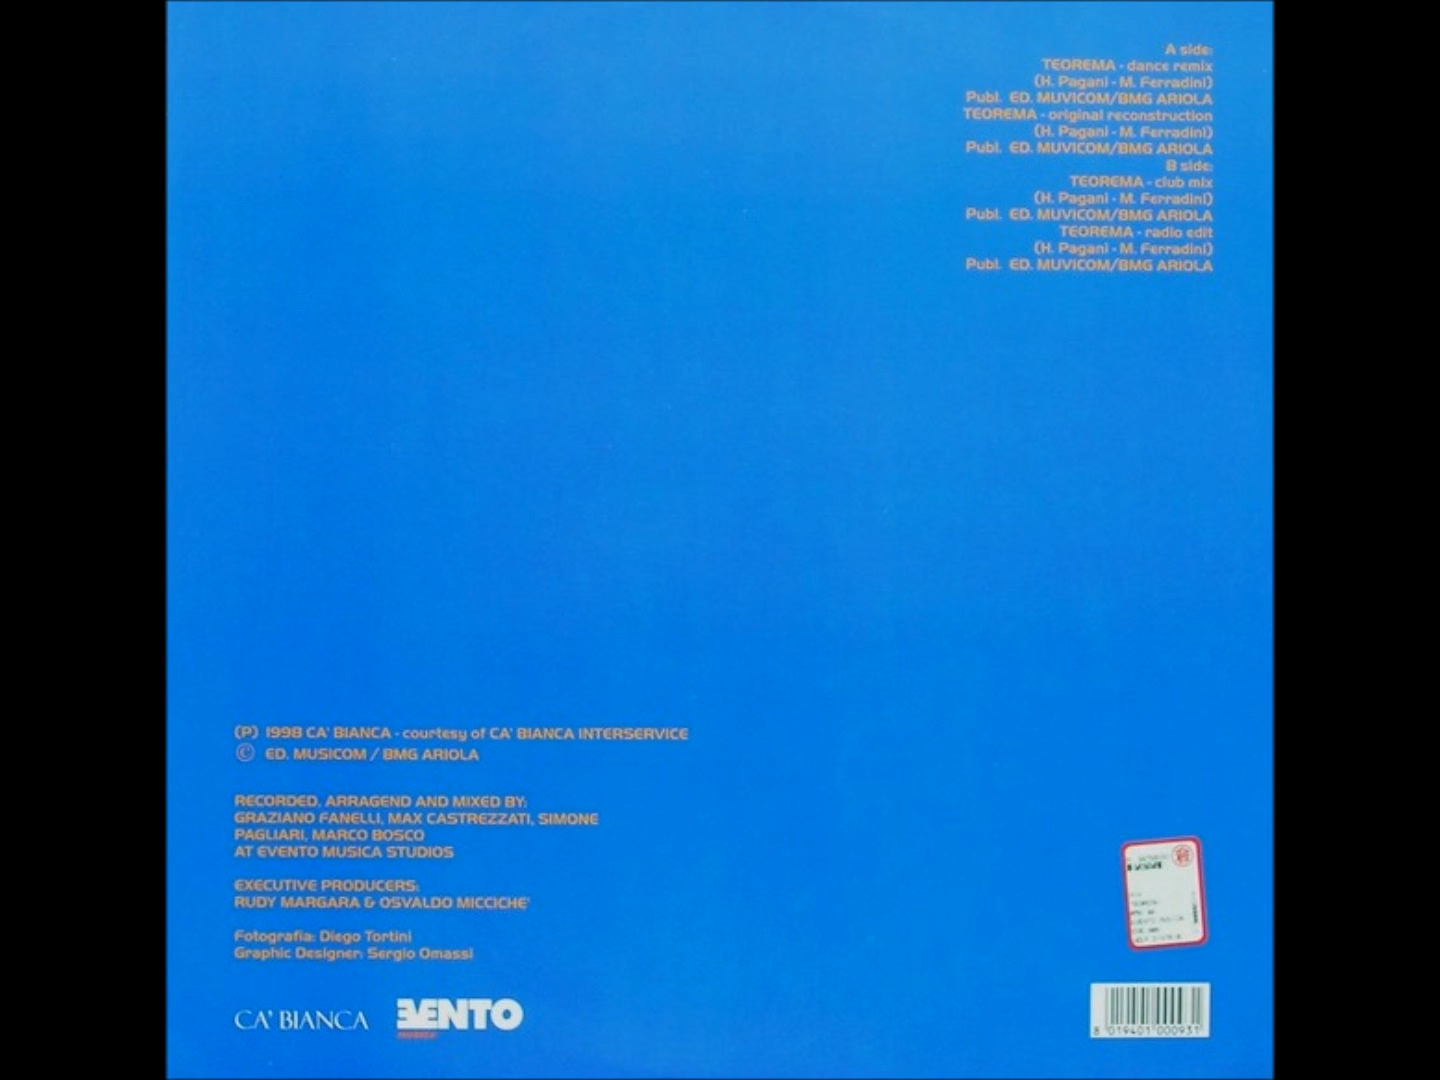 A side:
TEOREMA - dance remix
(H. Pagani - M. Ferradini)
Publ. ED. MUVICOM/BMG ARIOLA
TEOREMA - original reconstruction
(H. Pagani - M. Ferradini)
Publ. ED. MUVICOM/BMG ARIOLA
B side:
TEOREMA - club mix
(H. Pagani - M. Ferradini)
Publ. ED. MUVICOM/BMG ARIOLA
TEOREMA - radio edit
(H. Pagani - M. Ferradini)
Publ. ED. MUVICOM/BMG ARIOLA
(P) 1998 CA' BIANCA - courtesy of CA' BIANCA INTERSERVICE
© ED. MUSICOM / BMG ARIOLA
RECORDED, ARRAGEND AND MIXED BY:
GRAZIANO FANELLI, MAX CASTREZZATI, SIMONE
PAGLIARI, MARCO BOSCO
AT EVENTO MUSICA STUDIOS
EXECUTIVE PRODUCERS:
RUDY MARGARA & OSVALDO MICCICHE'
Fotografia: Diego Tortini
Graphic Designer: Sergio Omassi
CA' BIANCA
EVENTO
8 019401 000931